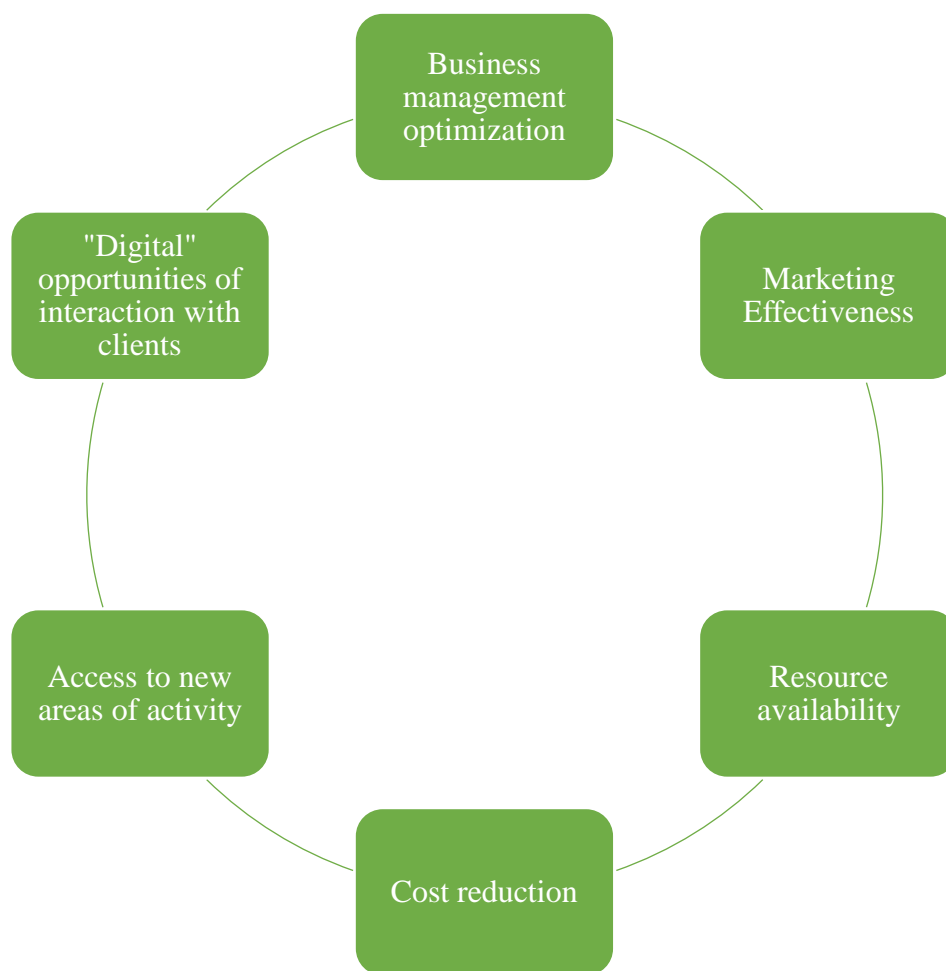 Business
management
optimization
Marketing
Effectiveness
Resource
availability
Cost reduction
Access to new
areas of activity
"Digital"
opportunities of
interaction with
clients